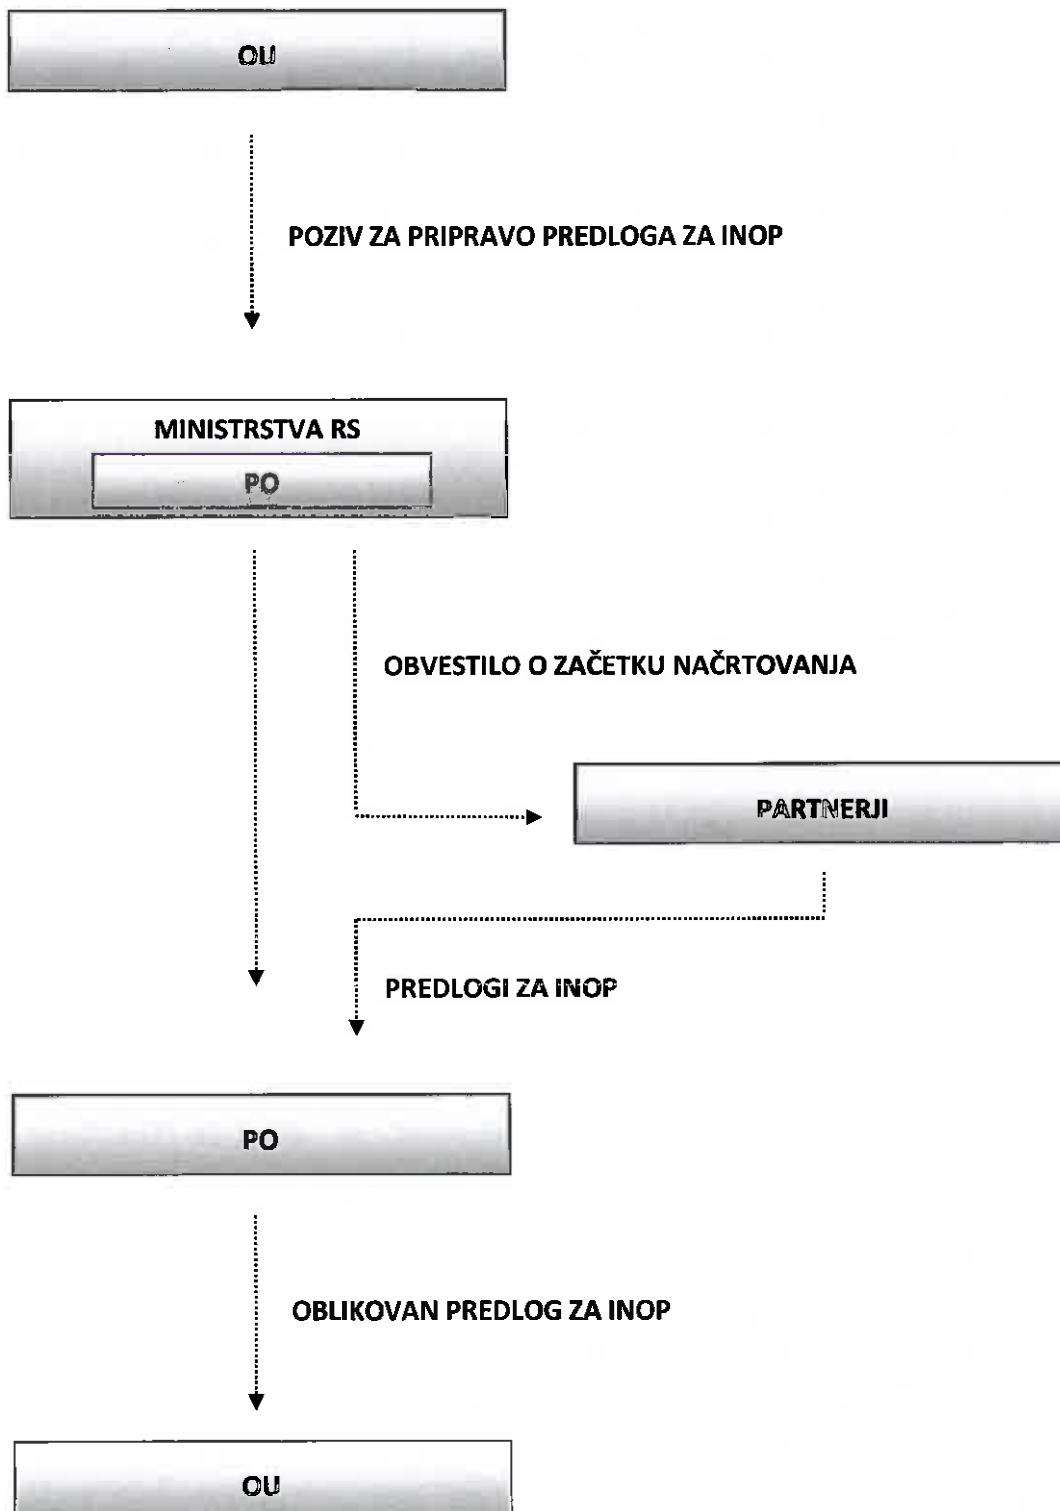 OU
POZIV ZA PRIPRAVO PREDLOGA ZA INOP
MINISTRSTVA RS
PO
OBVESTILO O ZAČETKU NAČRTOVANJA
PARTNERJI
PREDLOGI ZA INOP
PO
OBLIKOVAN PREDLOG ZA INOP
OU